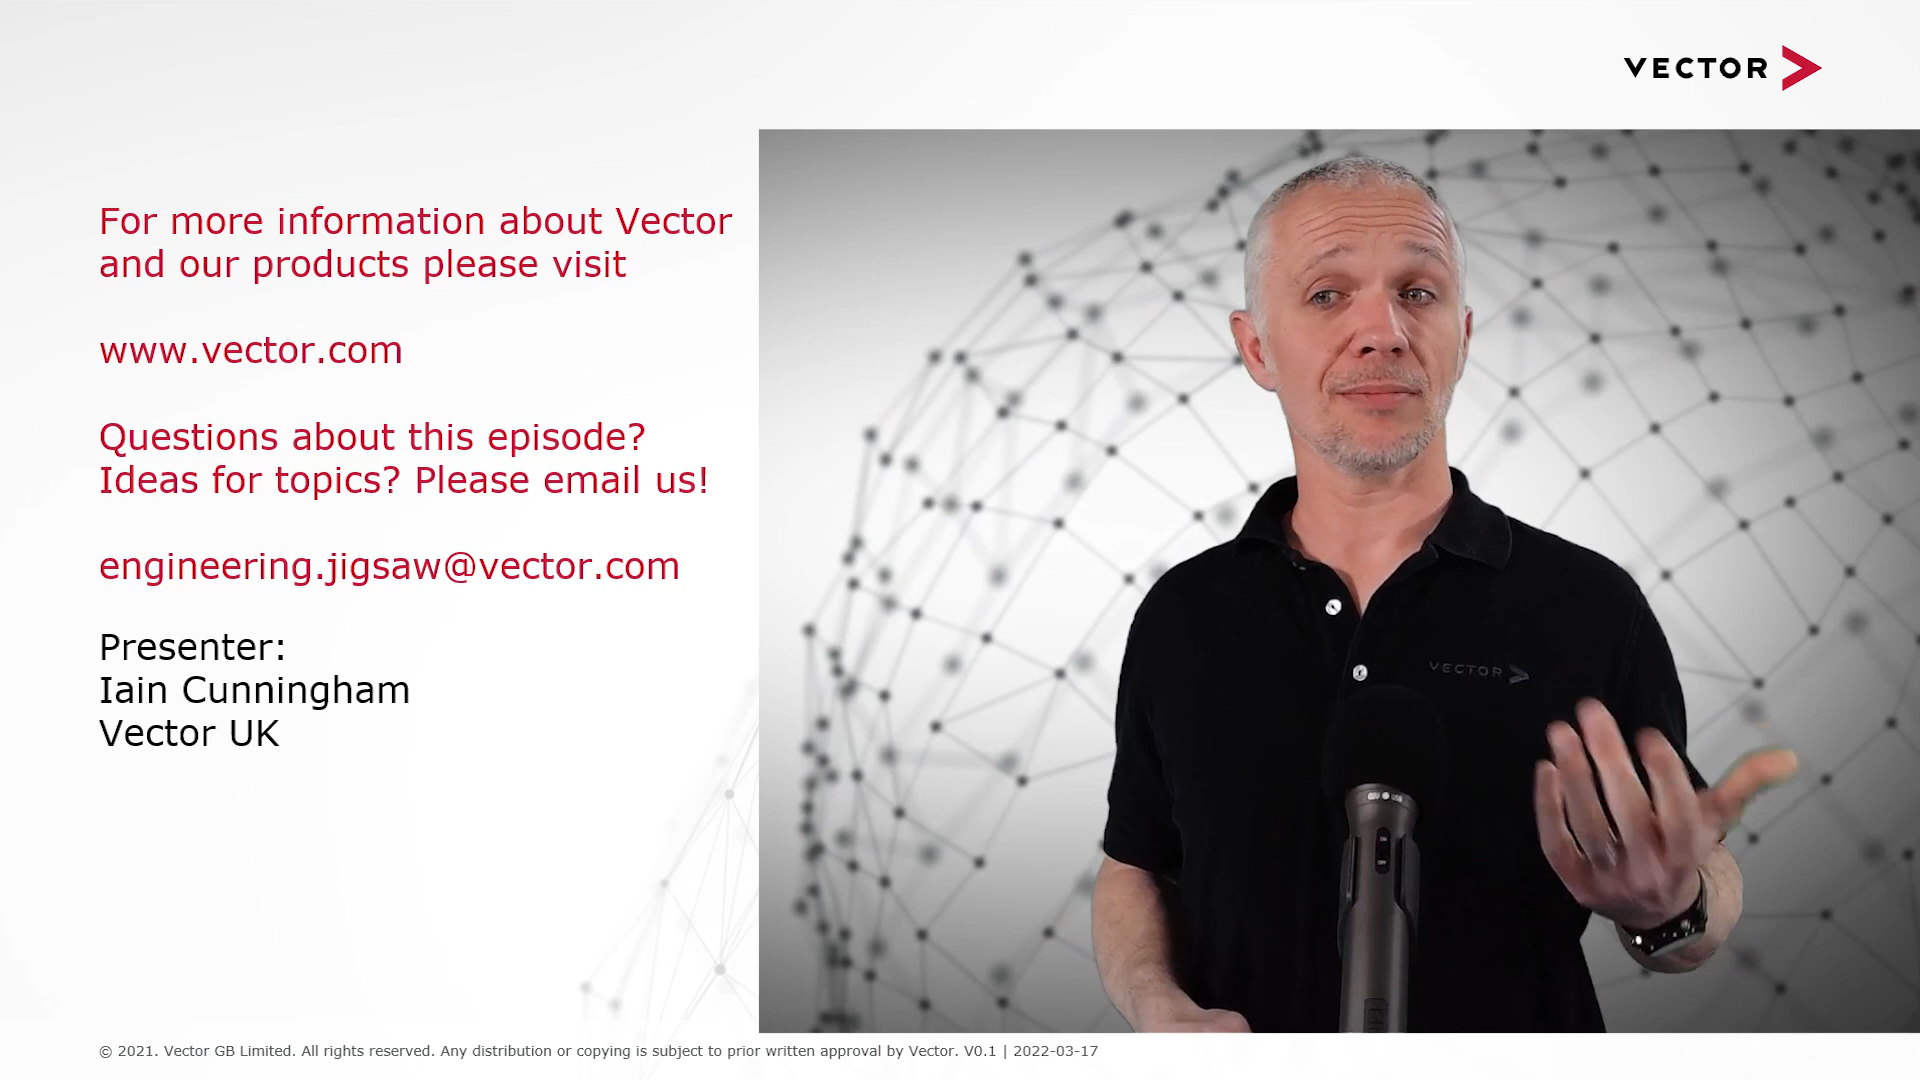 VECTOR
For more information about Vector
and our products please visit
www.vector.com
Questions about this episode?
Ideas for topics? Please email us!
engineering.jigsaw@vector.com
Presenter:
Iain Cunningham
Vector UK
VECTOR
ON
OFF
© 2021. Vector GB Limited. All rights reserved. Any distribution or copying is subject to prior written approval by Vector. V0.1 | 2022-03-17